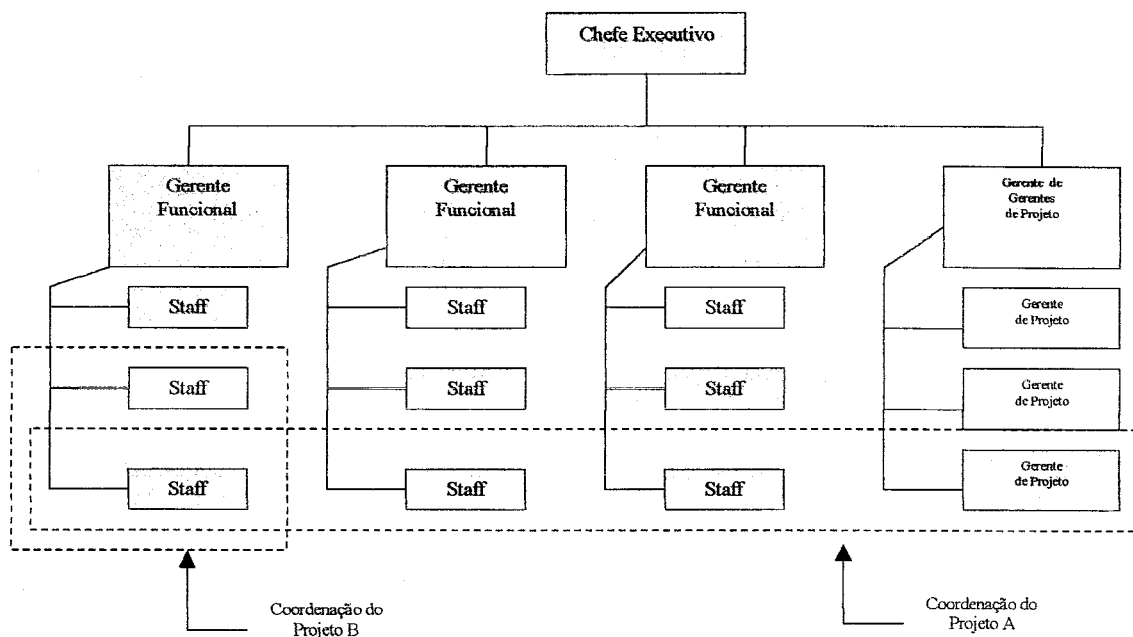 Chefe Executivo
Gerente
Funcional
Gerente
Funcional
Gerente
Funcional
Gerente de
Gerentes
de Projeto
Staff
Staff
Staff
Gerente
de Projeto
Staff
Staff
Staff
Gerente
de Projeto
Staff
Staff
Staff
Gerente
de Projeto
Coordenação do
Projeto B
Coordenação do
Projeto A